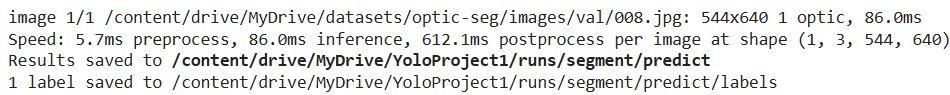 image 1/1 /content/drive/MyDrive/datasets/optic-seg/images/val/008.jpg: 544x640 1 optic, 86.0ms
Speed: 5.7ms preprocess, 86.0ms inference, 612.1ms postprocess per image at shape (1, 3, 544, 640)
Results saved to /content/drive/MyDrive/YoloProject1/runs/segment/predict
1 label saved to /content/drive/MyDrive/YoloProject1/runs/segment/predict/labels